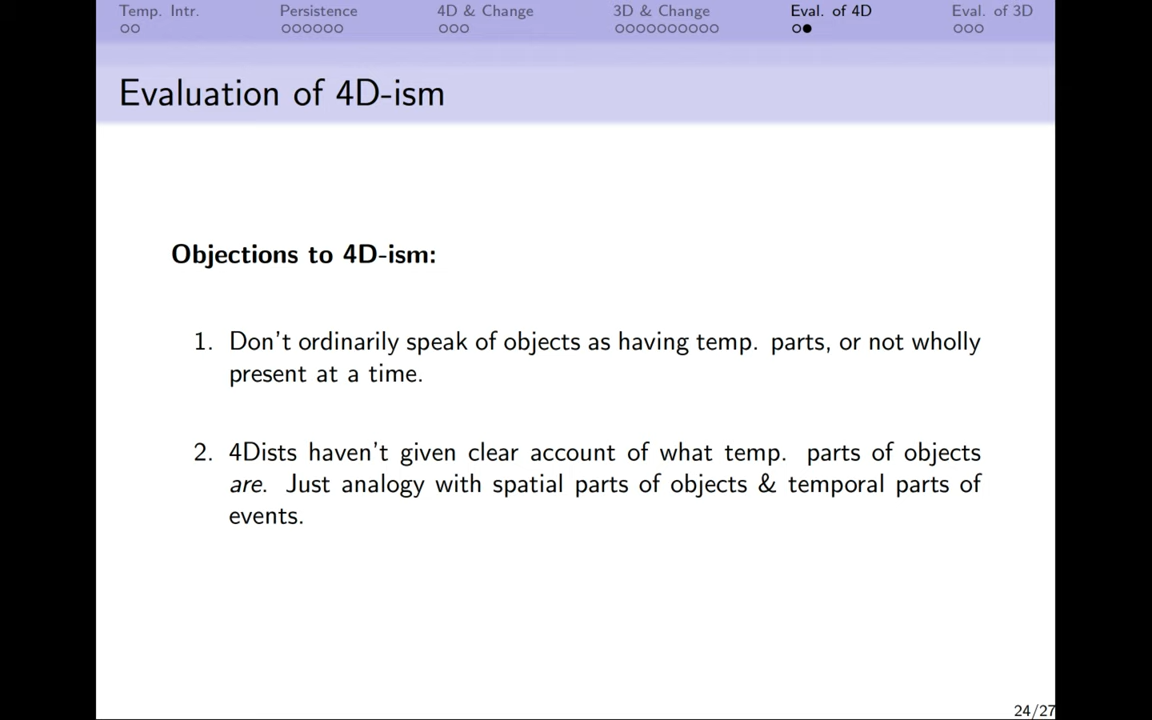 Temp. Intr. Persistence 4D & Change 3D & Change Eval. of 4D Eval. of 3D
Evaluation of 4D-ism
Objections to 4D-ism:
1. Don't ordinarily speak of objects as having temp. parts, or not wholly
present at a time.
2. 4Dists haven't given clear account of what temp. parts of objects
are. Just analogy with spatial parts of objects & temporal parts of
events.
24/27